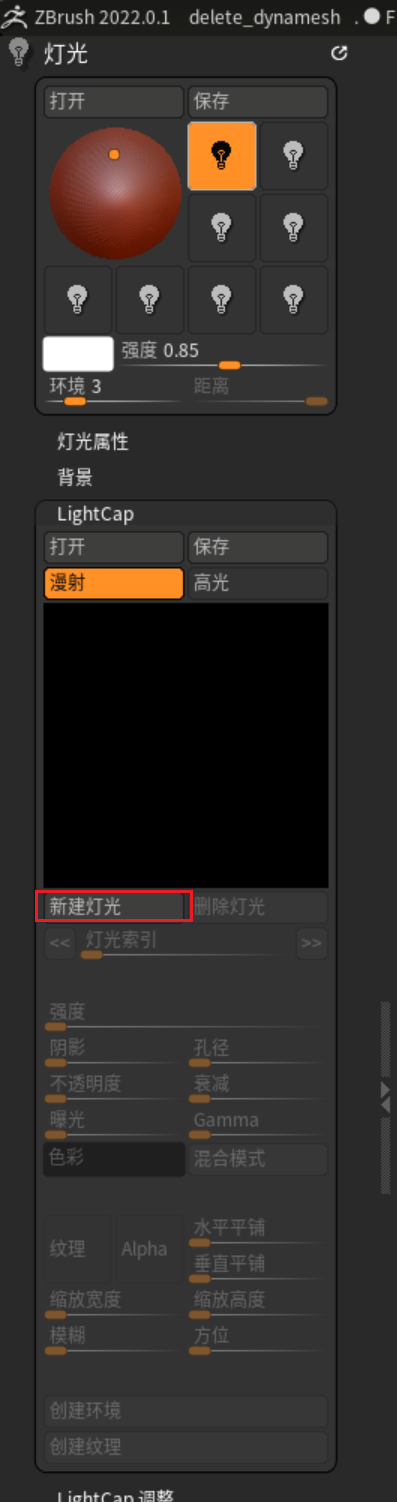 ZBrush 2022.0.1 delete_dynamesh . ● F
灯光
打开 保存
强度 0.85
环境 3 距离
灯光属性
背景
LightCap
打开 保存
漫射 高光
新建灯光 删除灯光
<< 灯光索引 >>
强度
阴影 孔径
不透明度 衰减
曝光 Gamma
色彩 混合模式
水平平铺
纹理 Alpha
垂直平铺
缩放宽度 缩放高度
模糊 方位
创建环境
创建纹理
LightCap 调整